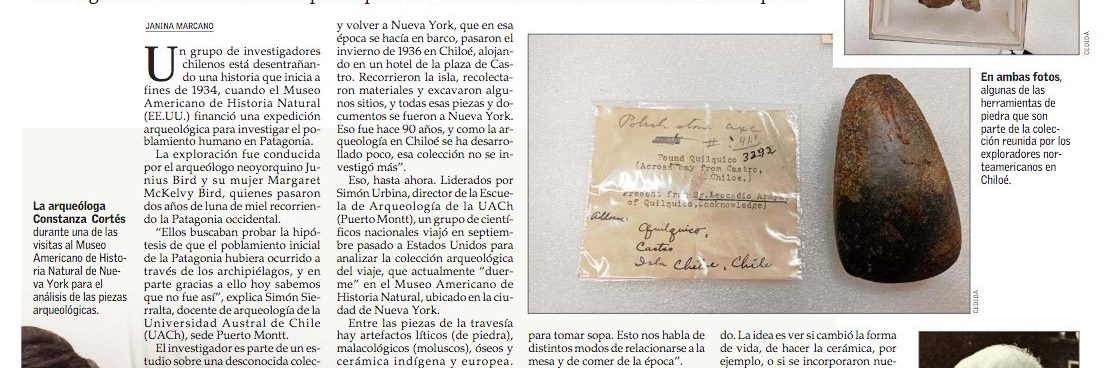 JANINA MARCANO
Un grupo de investigadores
chilenos está desentrañan-
do una historia que inicia a
fines de 1934, cuando el Museo
Americano de Historia Natural
(EE.UU.) financió una expedición
arqueológica para investigar el po-
blamiento humano en Patagonia.
La exploración fue conducida
por el arqueólogo neoyorquino Ju-
nius Bird y su mujer Margaret
McKelvy Bird, quienes pasaron
dos años de luna de miel recorrien-
do la Patagonia occidental.
“Ellos buscaban probar la hipó-
tesis de que el poblamiento inicial
de la Patagonia hubiera ocurrido a
través de los archipiélagos, y en
parte gracias a ello hoy sabemos
que no fue así”, explica Simón Sie-
rralta, docente de arqueología de la
Universidad Austral de Chile
(UACh), sede Puerto Montt.
El investigador es parte de un es-
tudio sobre una desconocida colec-
y volver a Nueva York, que en esa
época se hacía en barco, pasaron el
invierno de 1936 en Chiloé, alojan-
do en un hotel de la plaza de Cas-
tro. Recorrieron la isla, recolecta-
ron materiales y excavaron algu-
nos sitios, y todas esas piezas y do-
cumentos se fueron a Nueva York.
Eso fue hace 90 años, y como la ar-
queología en Chiloé se ha desarro-
llado poco, esa colección no se in-
vestigó más”.
Eso, hasta ahora. Liderados por
Simón Urbina, director de la Escue-
la de Arqueología de la UACh
(Puerto Montt), un grupo de cientí-
ficos nacionales viajó en septiem-
bre pasado a Estados Unidos para
analizar la colección arqueológica
del viaje, que actualmente “duer-
me” en el Museo Americano de
Historia Natural, ubicado en la ciu-
dad de Nueva York.
Entre las piezas de la travesía
hay artefactos líticos (de piedra),
malacológicos (moluscos), óseos y
cerámica indígena y europea.
La arqueóloga
Constanza Cortés
durante una de las
visitas al Museo
Americano de Histo-
ria Natural de Nue-
va York para el
análisis de las piezas
arqueológicas.
Polish stone axe
3292
Found Quilquico
(Across bay from Castro,
Chiloe.)
Present from Sr. Leocadio
of Quilquico, acknowledge)
Quilquico,
Castro
Isla Chiloe, Chile
CEDIDA
CEDIDA
En ambas fotos,
algunas de las
herramientas de
piedra que son
parte de la colec-
ción reunida por los
exploradores nor-
teamericanos en
Chiloé.
para tomar sopa. Esto nos habla de
distintos modos de relacionarse a la
mesa y de comer de la época”.
do. La idea es ver si cambió la forma
de vida, de hacer la cerámica, por
ejemplo, o si se incorporaron nue-